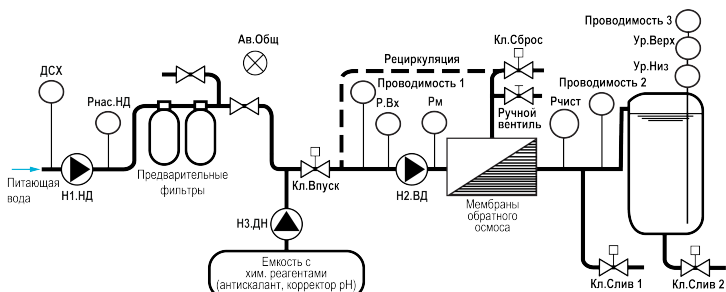 Проводимость 3
Ав.Общ
Кл.Сброс
Ур.Верх
Рециркуляция
ДСХ
Проводимость 1
Ур.Низ
Проводимость 2
Рнас.НД
Р.Вх
Рм
Ручной
вентиль
Рчист
Питающая
вода
Н1.НД
Предварительные
фильтры
Кл.Впуск
Н2.ВД
Мембраны
обратного
осмоса
Н3.ДН
Емкость с
хим. реагентами
(антискалант, корректор рН)
Кл.Слив 1
Кл.Слив 2